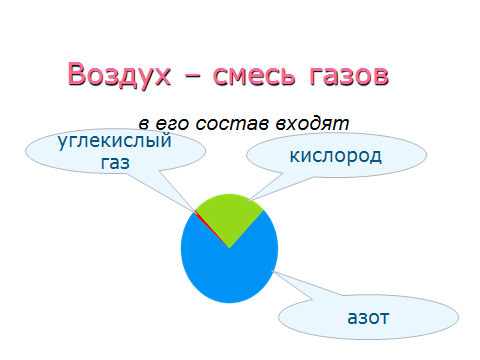 Воздух – смесь газов
в его состав входят
углекислый
газ
кислород
азот